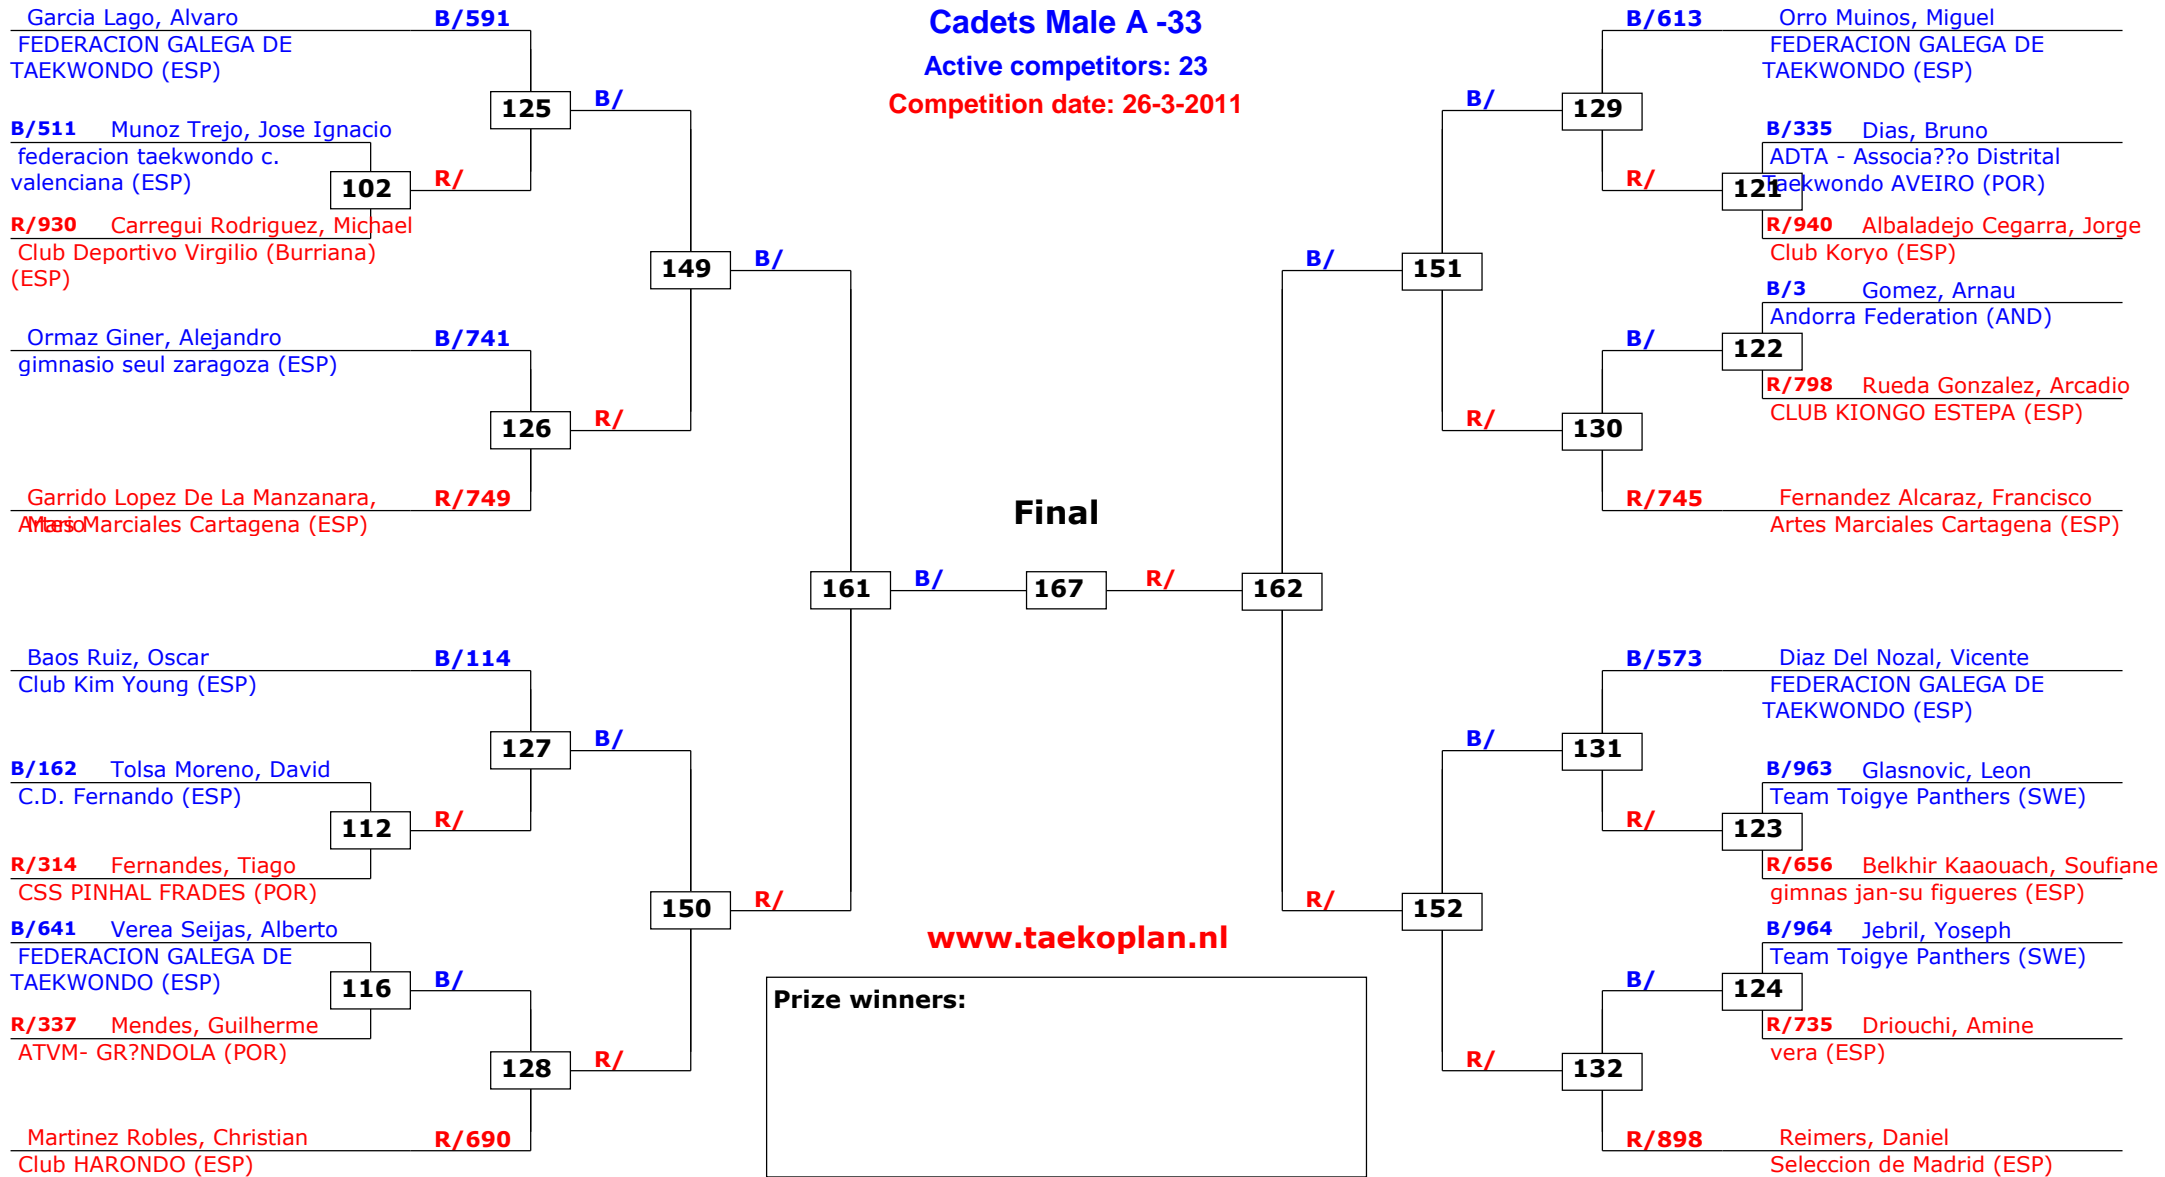 Cadets Male A -33
Active competitors: 23
Competition date: 26-3-2011
Garcia Lago, Alvaro B/591
FEDERACION GALEGA DE
TAEKWONDO (ESP)
125 B/
B/511 Munoz Trejo, Jose Ignacio
federacion taekwondo c.
valenciana (ESP)
102 R/
R/930 Carregui Rodriguez, Michael
Club Deportivo Virgilio (Burriana)
(ESP)
149 B/
Ormaz Giner, Alejandro B/741
gimnasio seul zaragoza (ESP)
126 R/
Garrido Lopez De La Manzanara, R/749
Mario
Artes Marciales Cartagena (ESP)
161 B/
Baos Ruiz, Oscar B/114
Club Kim Young (ESP)
127 B/
B/162 Tolsa Moreno, David
C.D. Fernando (ESP)
112 R/
R/314 Fernandes, Tiago
CSS PINHAL FRADES (POR)
150 R/
B/641 Verea Seijas, Alberto
FEDERACION GALEGA DE
TAEKWONDO (ESP)
116 B/
R/337 Mendes, Guilherme
ATVM- GR?NDOLA (POR)
128 R/
Martinez Robles, Christian R/690
Club HARONDO (ESP)
Final
167
www.taekoplan.nl
Prize winners:
B/613 Orro Muinos, Miguel
FEDERACION GALEGA DE
TAEKWONDO (ESP)
B/ 129
B/335 Dias, Bruno
ADTA - Associa??o Distrital
Taekwondo AVEIRO (POR)
R/ 121
R/940 Albaladejo Cegarra, Jorge
Club Koryo (ESP)
B/ 151
B/3 Gomez, Arnau
Andorra Federation (AND)
B/ 122
R/798 Rueda Gonzalez, Arcadio
CLUB KIONGO ESTEPA (ESP)
R/ 130
R/745 Fernandez Alcaraz, Francisco
Artes Marciales Cartagena (ESP)
R/ 162
B/573 Diaz Del Nozal, Vicente
FEDERACION GALEGA DE
TAEKWONDO (ESP)
B/ 131
B/963 Glasnovic, Leon
Team Toigye Panthers (SWE)
R/ 123
R/656 Belkhir Kaaouach, Soufiane
gimnas jan-su figueres (ESP)
R/ 152
B/964 Jebril, Yoseph
Team Toigye Panthers (SWE)
B/ 124
R/735 Driouchi, Amine
vera (ESP)
R/ 132
R/898 Reimers, Daniel
Seleccion de Madrid (ESP)